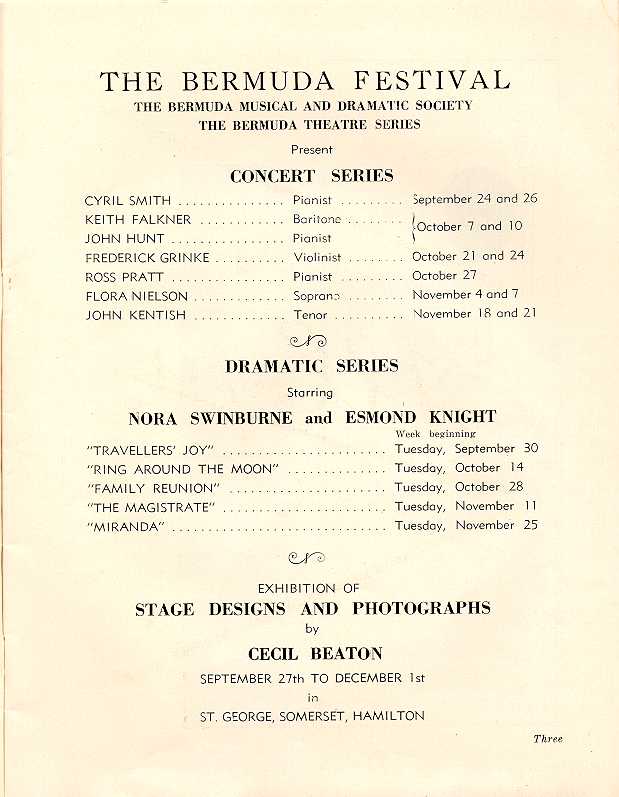 THE BERMUDA FESTIVAL
THE BERMUDA MUSICAL AND DRAMATIC SOCIETY
THE BERMUDA THEATRE SERIES
Present
CONCERT SERIES
CYRIL SMITH ............... Pianist ......... September 24 and 26
KEITH FALKNER ............ Baritone ........ October 7 and 10
JOHN HUNT ................ Pianist
FREDERICK GRINKE .......... Violinist ......... October 21 and 24
ROSS PRATT ................ Pianist ......... October 27
FLORA NIELSON ............. Soprano ......... November 4 and 7
JOHN KENTISH ............. Tenor .......... November 18 and 21
DRAMATIC SERIES
Starring
NORA SWINBURNE and ESMOND KNIGHT
Week beginning
"TRAVELLERS' JOY" ....................... Tuesday, September 30
"RING AROUND THE MOON" .............. Tuesday, October 14
"FAMILY REUNION" ...................... Tuesday, October 28
"THE MAGISTRATE" ....................... Tuesday, November 11
"MIRANDA" .............................. Tuesday, November 25
EXHIBITION OF
STAGE DESIGNS AND PHOTOGRAPHS
by
CECIL BEATON
SEPTEMBER 27th TO DECEMBER 1st
in
ST. GEORGE, SOMERSET, HAMILTON
Three